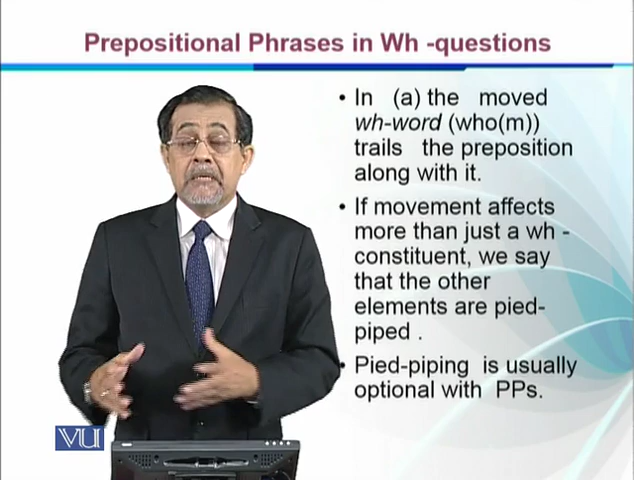 Prepositional Phrases in Wh -questions
• In (a) the moved
wh-word (who(m))
trails the preposition
along with it.
• If movement affects
more than just a wh -
constituent, we say
that the other
elements are pied-
piped .
• Pied-piping is usually
optional with PPs.
VU